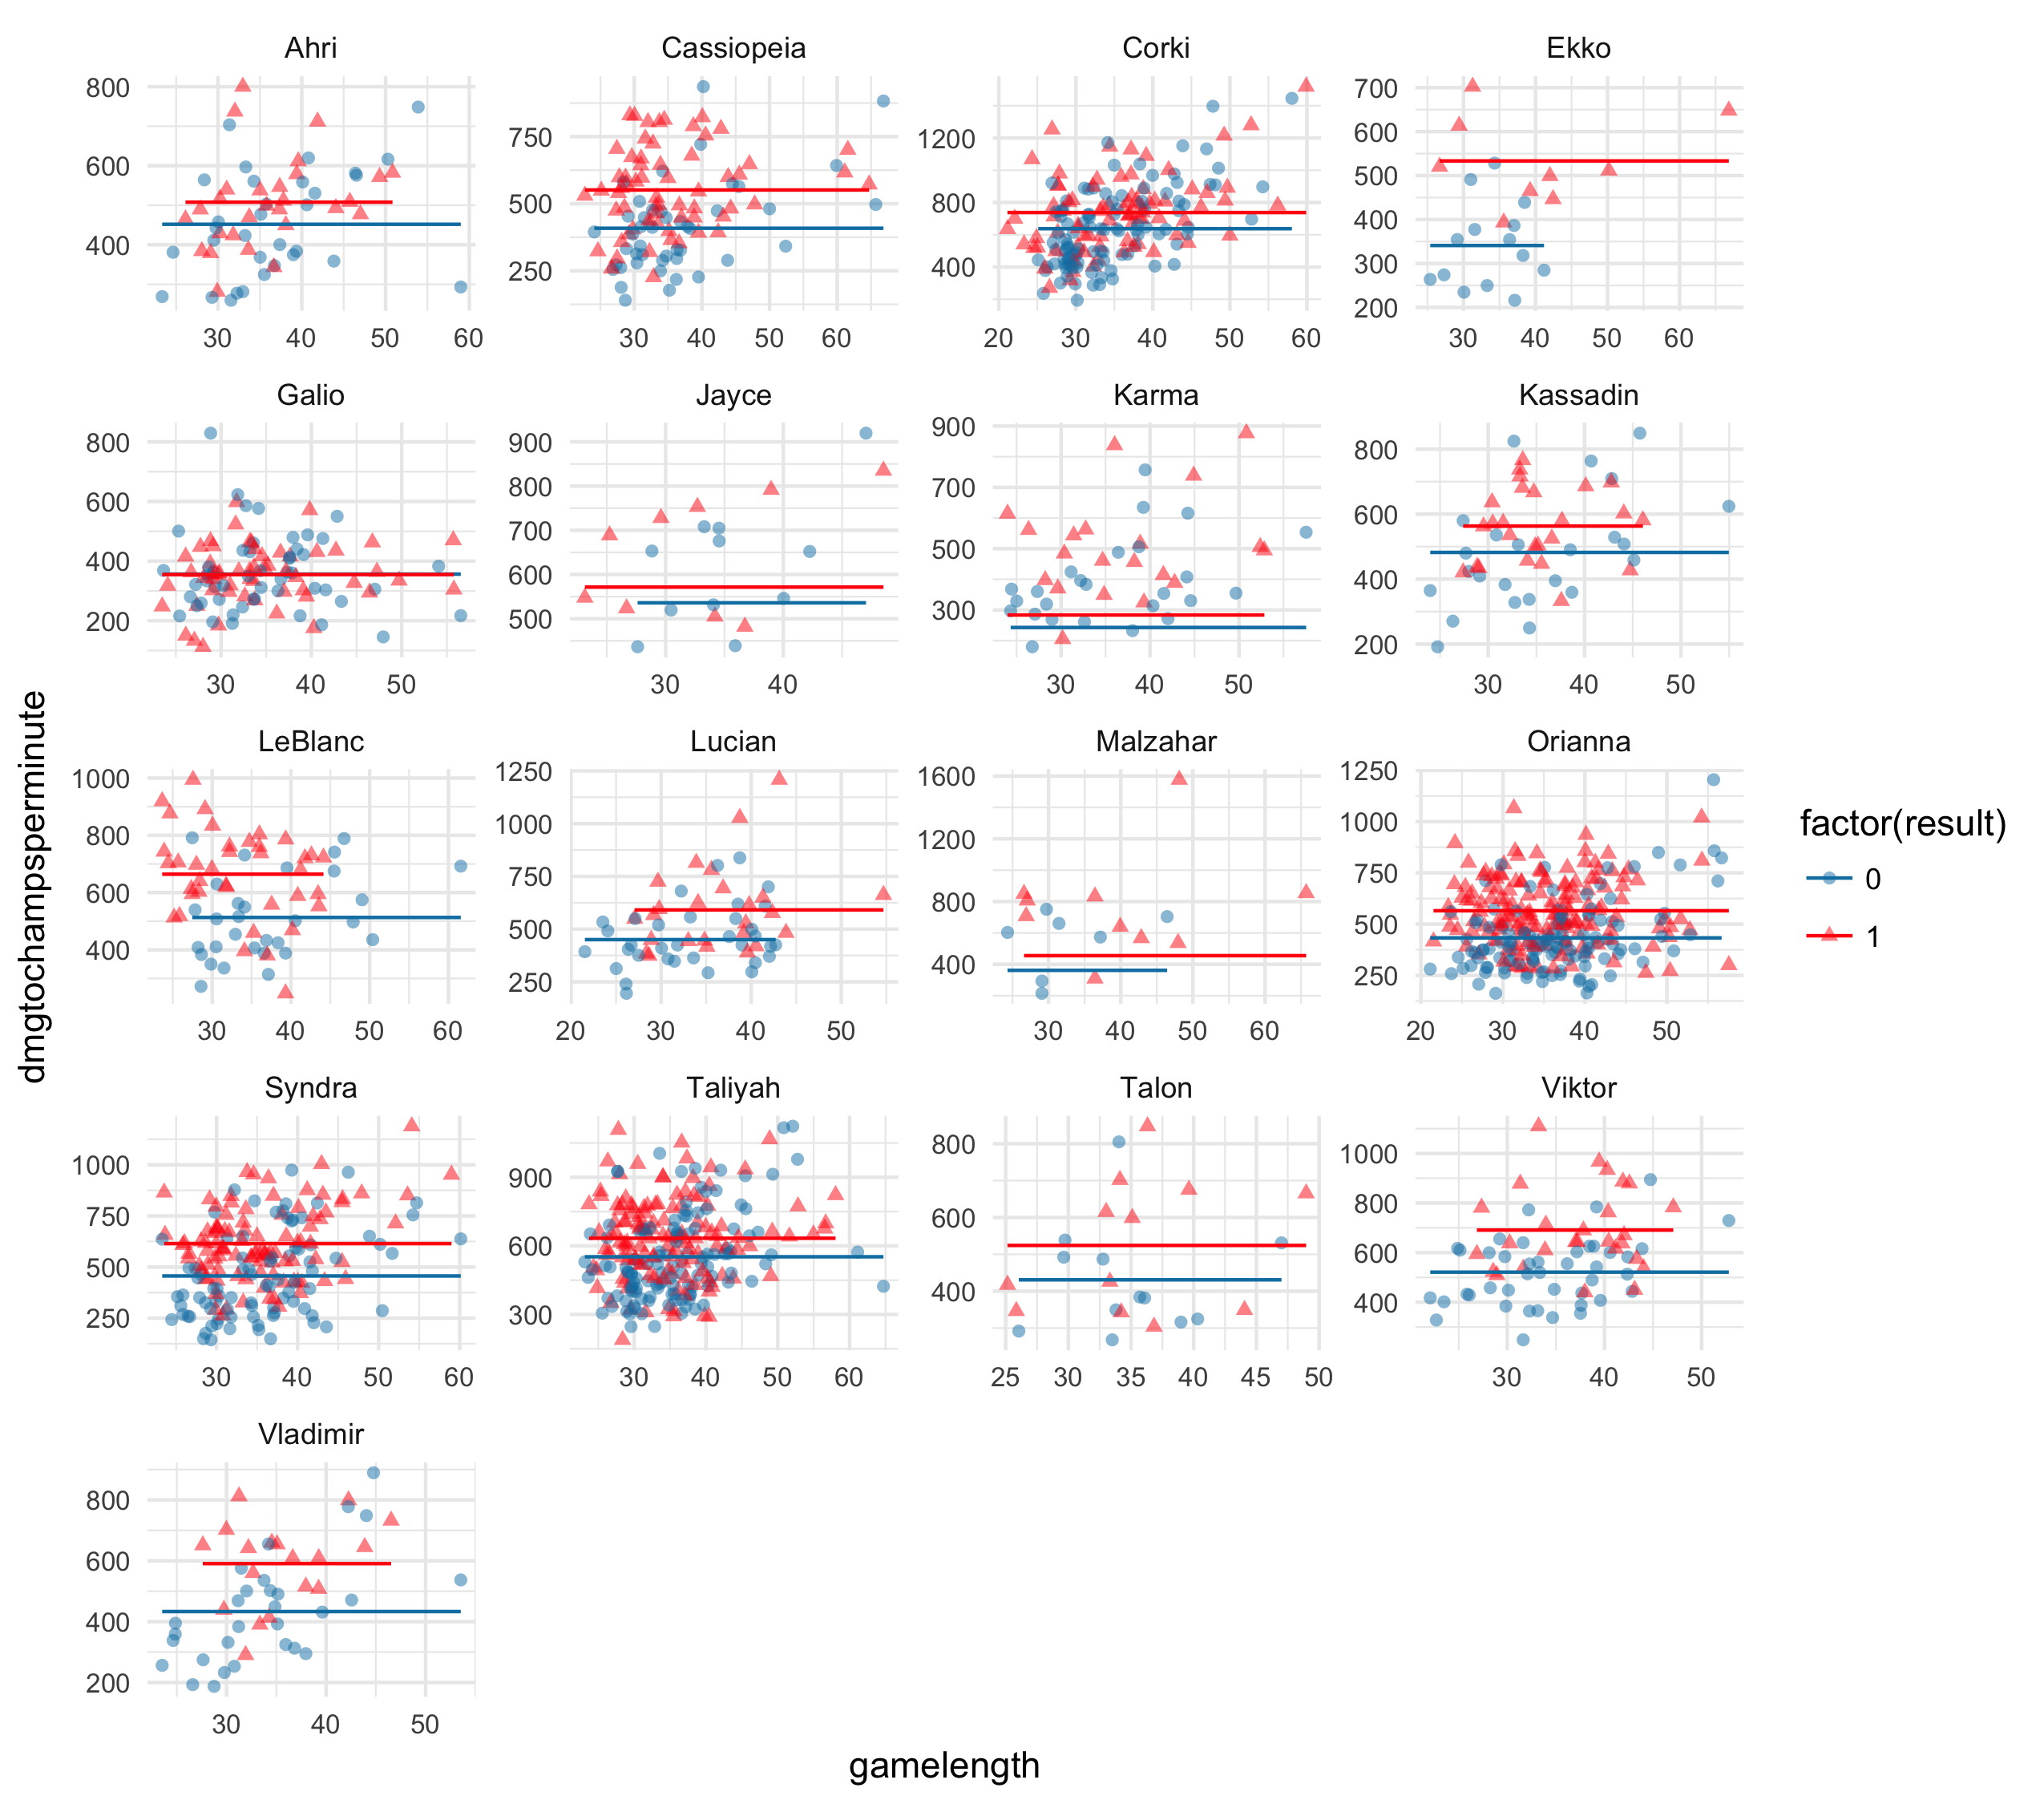 Ahri Cassiopeia Corki Ekko
800 750 1200 700
600 500 800 600
400 250 400 500
400
300
200
30 40 50 60 30 40 50 60 20 30 40 50 60 30 40 50 60
Galio Jayce Karma Kassadin
800 900 900 800
600 800 700 600
400 700 500 400
200 600 300 200
500
30 40 50 30 40 30 40 50 30 40 50
LeBlanc Lucian Malzahar Orianna
1000 1250 1600 1250
800 1000 1200 1000
600 750 800 750
400 500 400 500
250 250
30 40 50 60 20 30 40 50 30 40 50 60 20 30 40 50
Syndra Taliyah Talon Viktor
1000 900 800 1000
750 600 600 800
500 300 400 600
250 400
30 40 50 60 30 40 50 60 25 30 35 40 45 50 30 40 50
Vladimir
800
600
400
200
30 40 50
dmgtochampsperminute
gamelength
factor(result)
0
1